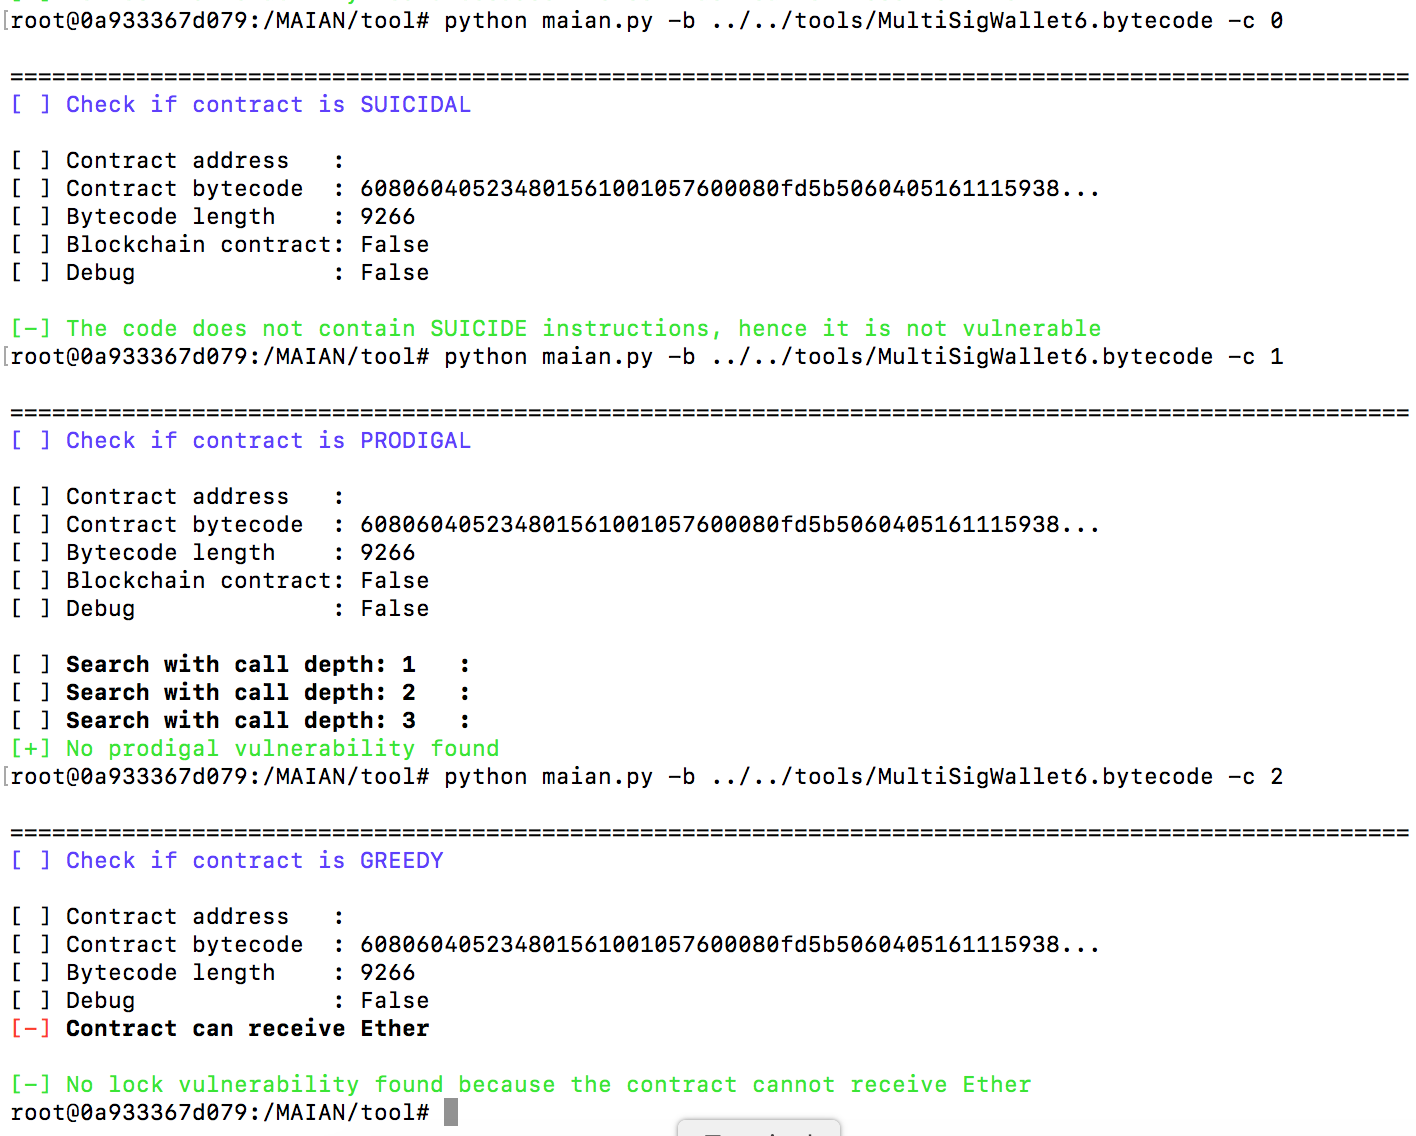 root@0a933367d079:/MAIAN/tool# python maian.py -b ../../tools/MultiSigWallet6.bytecode -c 0
====================================================================================================
[ ] Check if contract is SUICIDAL
[ ] Contract address   :
[ ] Contract bytecode  : 608060405234801561001057600080fd5b5060405161115938...
[ ] Bytecode length    : 9266
[ ] Blockchain contract: False
[ ] Debug              : False
[-] The code does not contain SUICIDE instructions, hence it is not vulnerable
root@0a933367d079:/MAIAN/tool# python maian.py -b ../../tools/MultiSigWallet6.bytecode -c 1
====================================================================================================
[ ] Check if contract is PRODIGAL
[ ] Contract address   :
[ ] Contract bytecode  : 608060405234801561001057600080fd5b5060405161115938...
[ ] Bytecode length    : 9266
[ ] Blockchain contract: False
[ ] Debug              : False
[ ] Search with call depth: 1   :
[ ] Search with call depth: 2   :
[ ] Search with call depth: 3   :
[+] No prodigal vulnerability found
root@0a933367d079:/MAIAN/tool# python maian.py -b ../../tools/MultiSigWallet6.bytecode -c 2
====================================================================================================
[ ] Check if contract is GREEDY
[ ] Contract address   :
[ ] Contract bytecode  : 608060405234801561001057600080fd5b5060405161115938...
[ ] Bytecode length    : 9266
[ ] Debug              : False
[-] Contract can receive Ether
[-] No lock vulnerability found because the contract cannot receive Ether
root@0a933367d079:/MAIAN/tool#